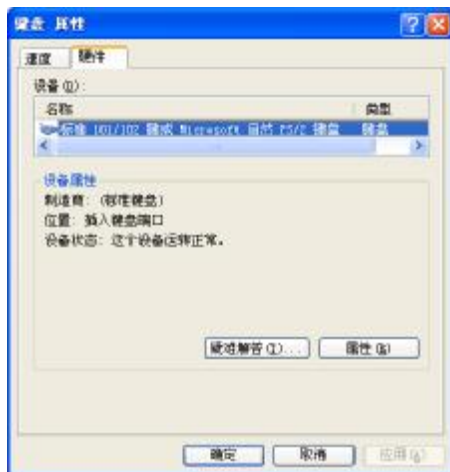 键盘 属性
速度 硬件
设备(D):
名称 类型
标准 101/102 键或 Microsoft 自然 PS/2 键盘 键盘
设备属性
制造商: (标准键盘)
位置: 插入键盘端口
设备状态: 这个设备运转正常。
疑难解答(T)... 属性(R)
确定 取消 应用(A)